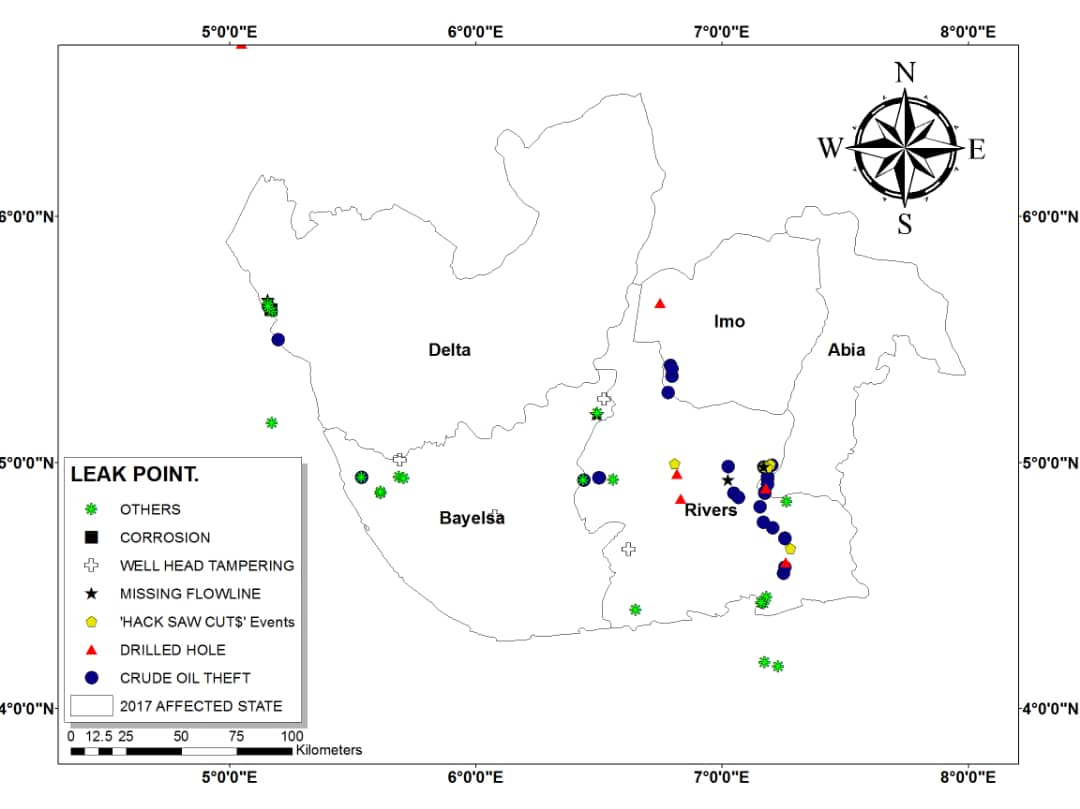 5°0'0"E 6°0'0"E 7°0'0"E 8°0'0"E
N
W E
S
6°0'0"N 6°0'0"N
Imo
Delta Abia
5°0'0"N 5°0'0"N
LEAK POINT.
OTHERS
Bayelsa Rivers
CORROSION
WELL HEAD TAMPERING
MISSING FLOWLINE
'HACK SAW CUT$' Events
DRILLED HOLE
CRUDE OIL THEFT
2017 AFFECTED STATE
4°0'0"N 4°0'0"N
0 12.5 25 50 75 100
Kilometers
5°0'0"E 6°0'0"E 7°0'0"E 8°0'0"E